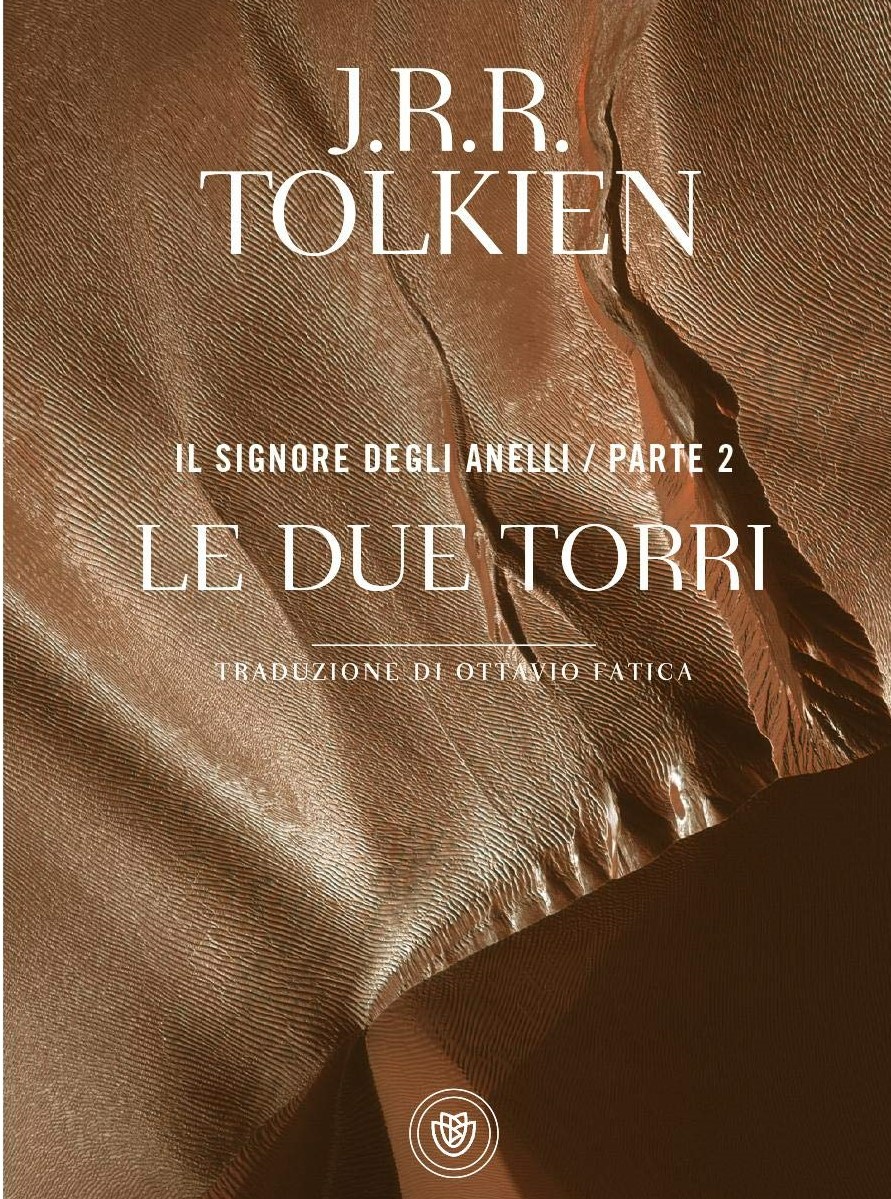 J.R.R.
TOLKIEN
IL SIGNORE DEGLI ANELLI / PARTE 2
LE DUE TORRI
TRADUZIONE DI OTTAVIO FATICA